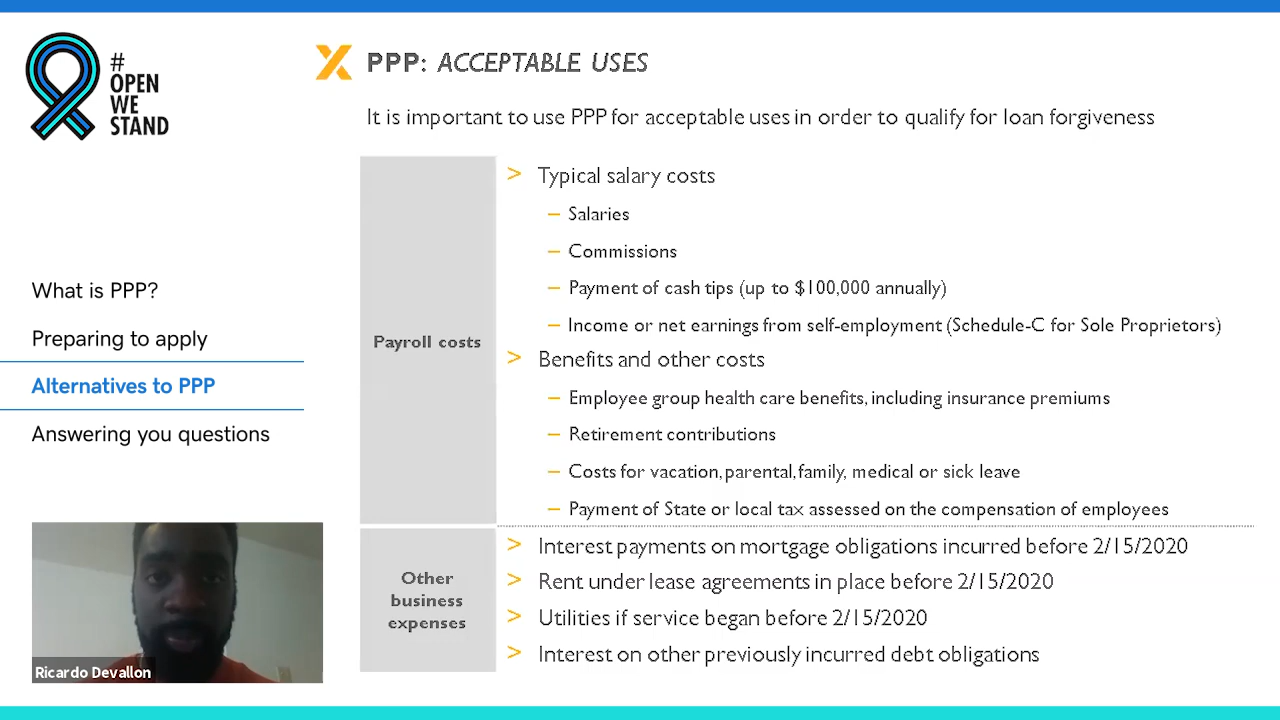 #
OPEN
WE
STAND
PPP: ACCEPTABLE USES
It is important to use PPP for acceptable uses in order to qualify for loan forgiveness
What is PPP?
Preparing to apply
Alternatives to PPP
Answering you questions
Payroll costs
> Typical salary costs
– Salaries
– Commissions
– Payment of cash tips (up to $100,000 annually)
– Income or net earnings from self-employment (Schedule-C for Sole Proprietors)
> Benefits and other costs
– Employee group health care benefits, including insurance premiums
– Retirement contributions
– Costs for vacation, parental, family, medical or sick leave
– Payment of State or local tax assessed on the compensation of employees
Other
business
expenses
> Interest payments on mortgage obligations incurred before 2/15/2020
> Rent under lease agreements in place before 2/15/2020
> Utilities if service began before 2/15/2020
> Interest on other previously incurred debt obligations
Ricardo Devallon